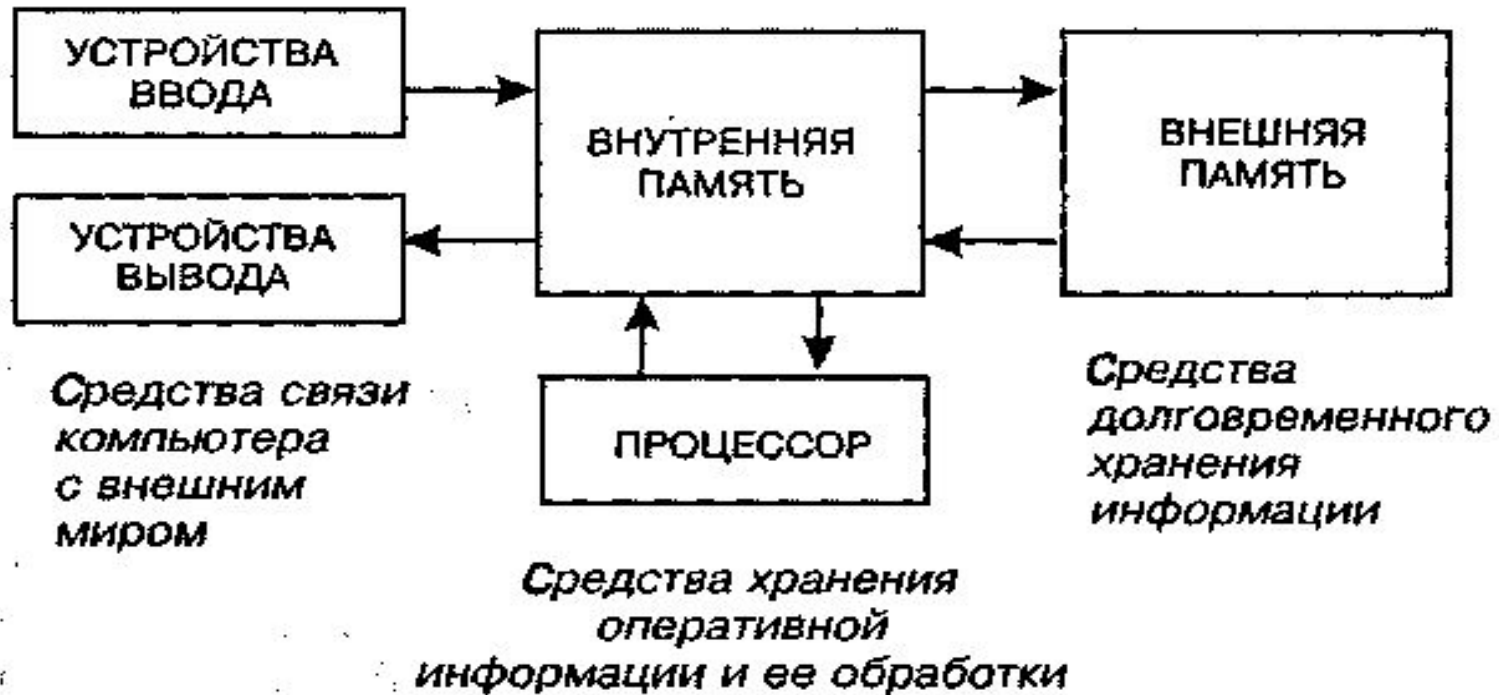 УСТРОЙСТВА
ВВОДА
УСТРОЙСТВА
ВЫВОДА
ВНУТРЕННЯЯ
ПАМЯТЬ
ВНЕШНЯЯ
ПАМЯТЬ
ПРОЦЕССОР
Средства связи
компьютера
с внешним
миром
Средства хранения
оперативной
информации и ее обработки
Средства
долговременного
хранения
информации